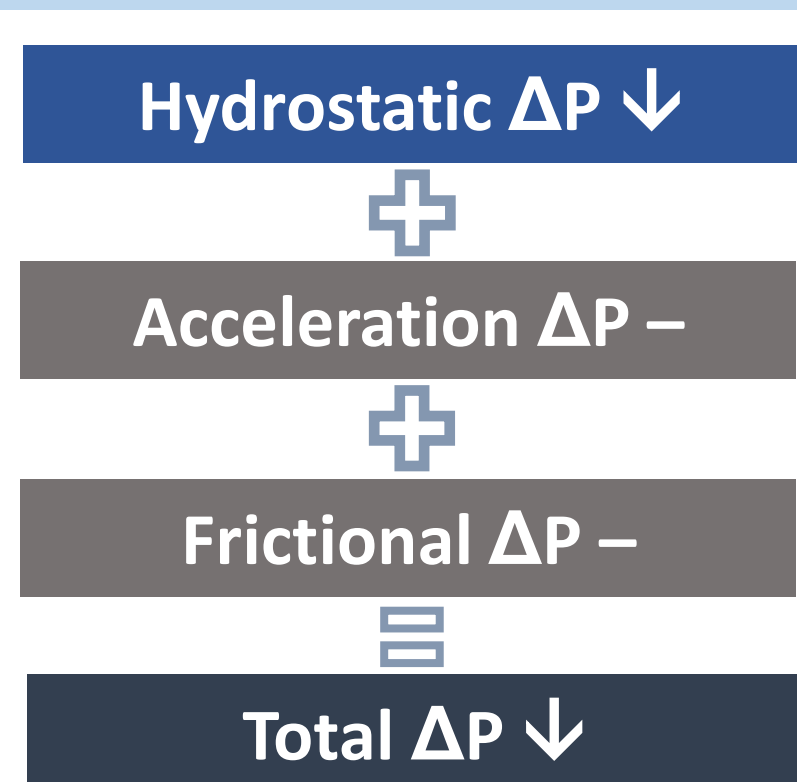 Hydrostatic ΔP ↓
+
Acceleration ΔP –
+
Frictional ΔP –
=
Total ΔP ↓